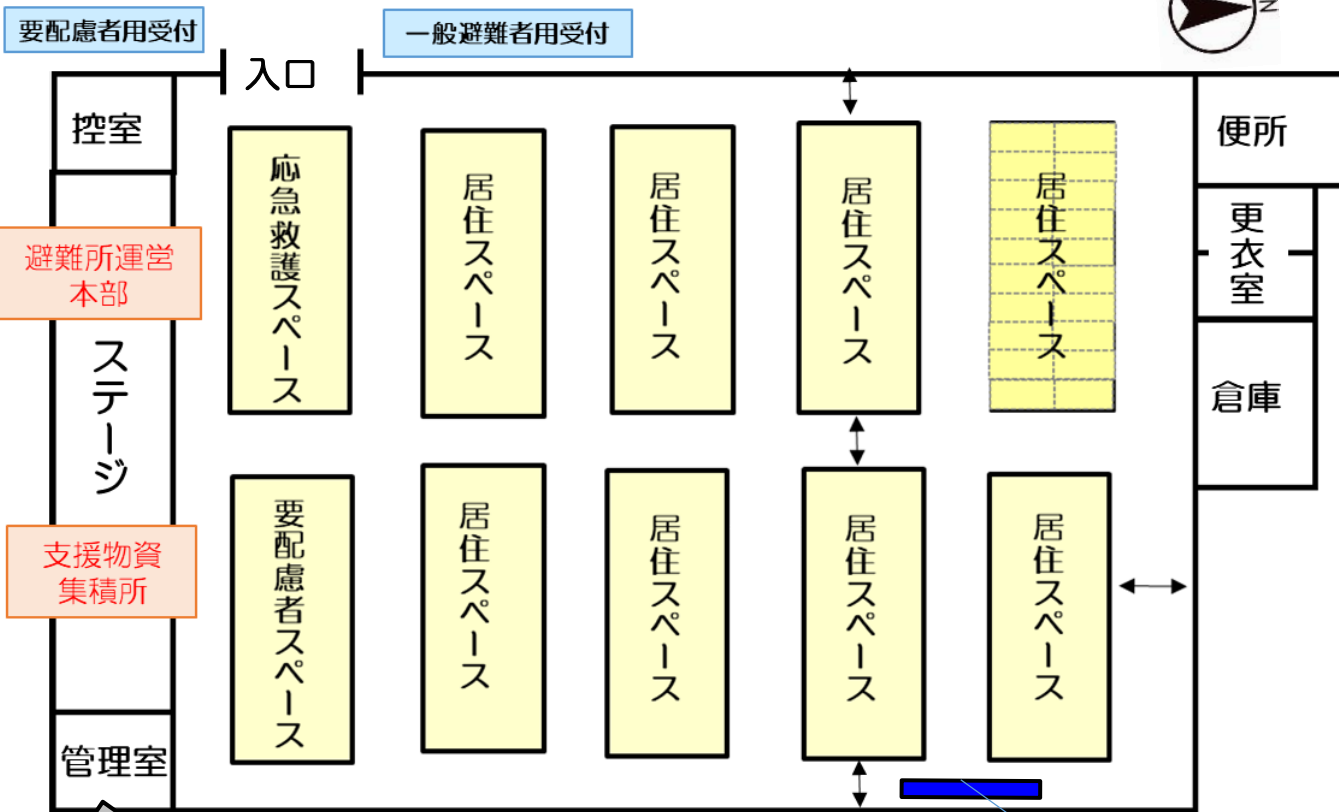 要配慮者用受付
一般避難者用受付
N
入口
控室
便所
応急救護スペース
居住スペース
居住スペース
居住スペース
居住スペース
更衣室
避難所運営
本部
ステージ
倉庫
支援物資
集積所
要配慮者スペース
居住スペース
居住スペース
居住スペース
居住スペース
管理室